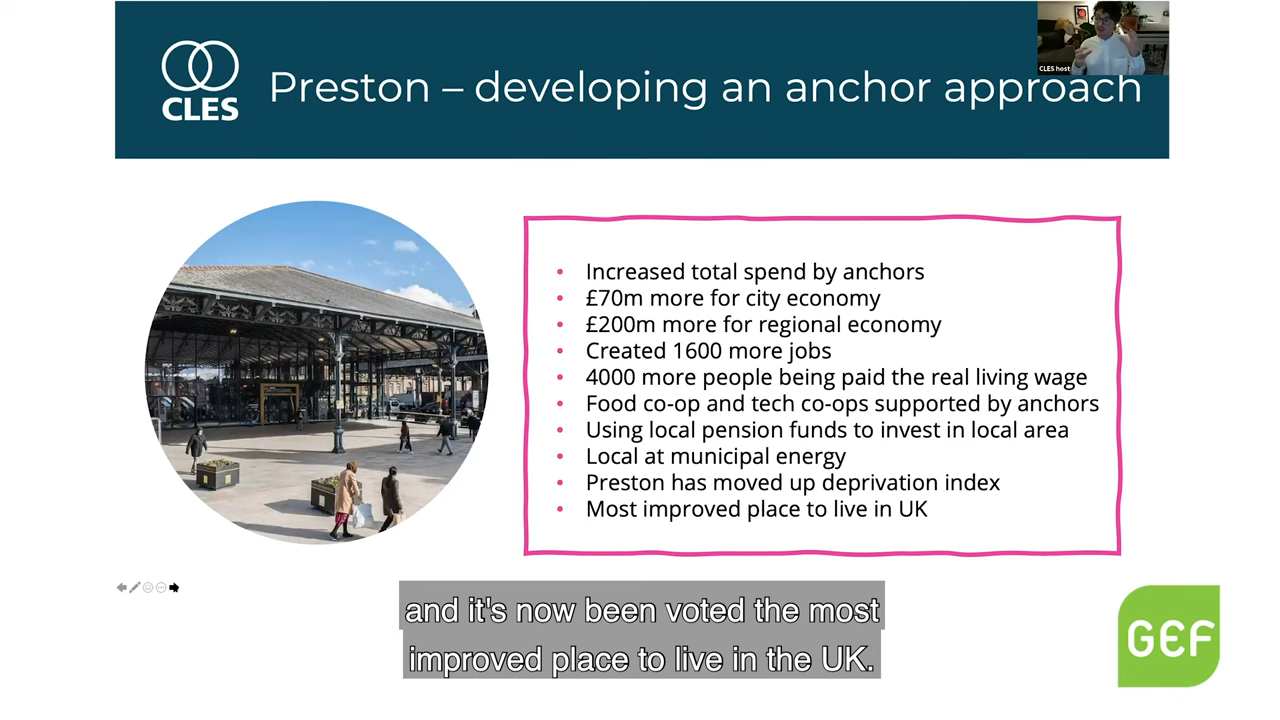 CLES host
CLES
Preston – developing an anchor approach
• Increased total spend by anchors
• £70m more for city economy
• £200m more for regional economy
• Created 1600 more jobs
• 4000 more people being paid the real living wage
• Food co-op and tech co-ops supported by anchors
• Using local pension funds to invest in local area
• Local at municipal energy
• Preston has moved up deprivation index
• Most improved place to live in UK
and it's now been voted the most
improved place to live in the UK.
GEF